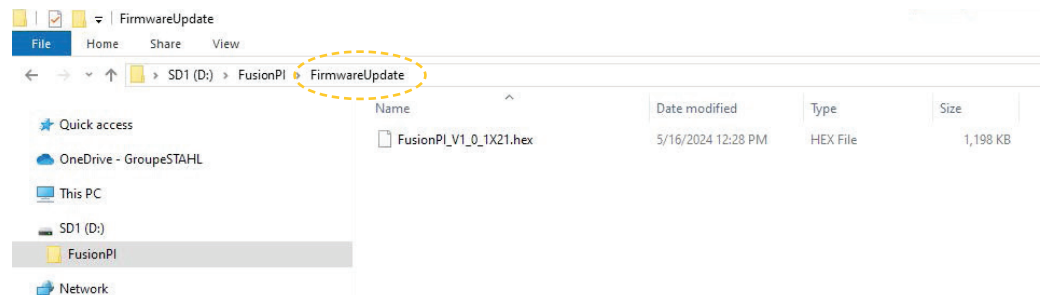 FirmwareUpdate
File Home Share View
SD1 (D:) > FusionPI > FirmwareUpdate
Name Date modified Type Size
Quick access
FusionPI_V1_0_1X21.hex 5/16/2024 12:28 PM HEX File 1,198 KB
OneDrive - GroupeSTAHL
This PC
SD1 (D:)
FusionPI
Network